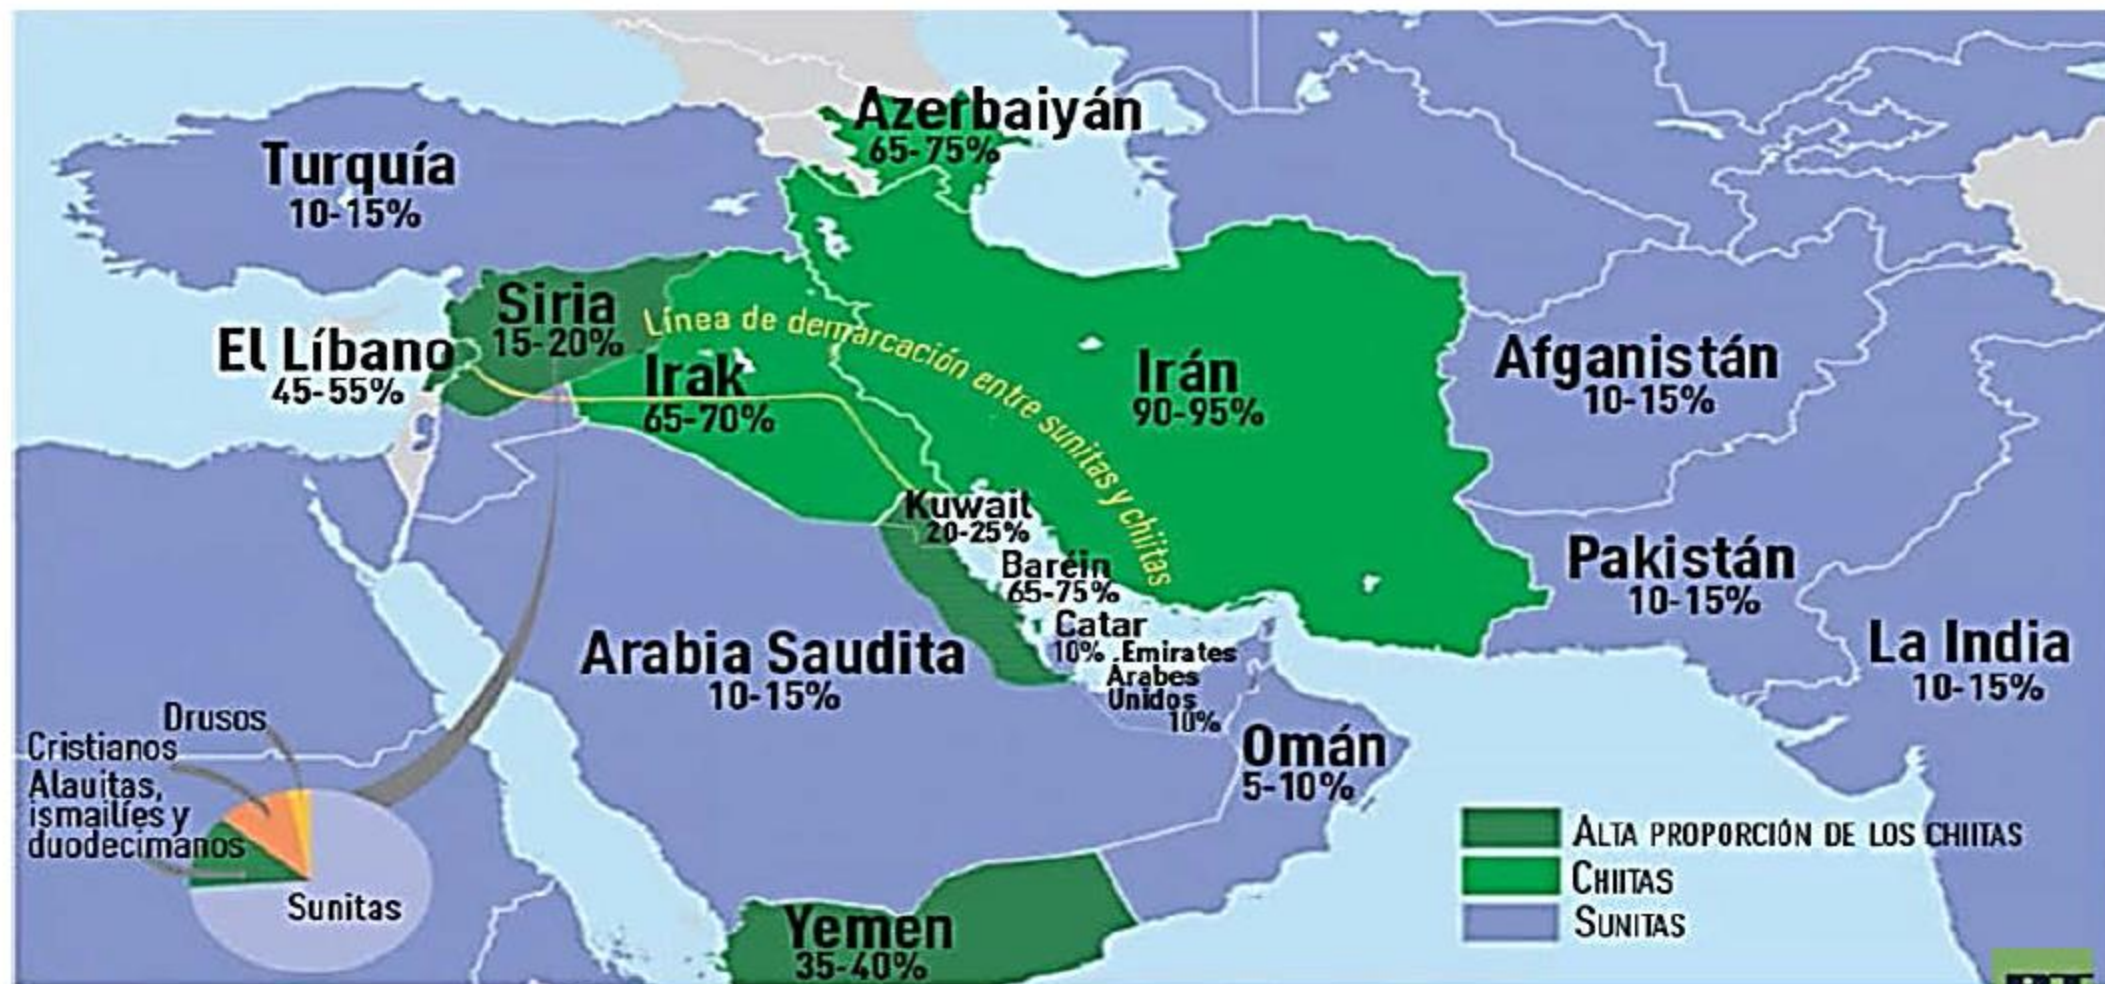 Azerbaiyán
65-75%
Turquía
10-15%
Siria
15-20%
Línea de demarcación entre sunitas y chiitas
El Líbano
45-55%
Irak
65-70%
Irán
90-95%
Afganistán
10-15%
Kuwait
20-25%
Baréin
65-75%
Pakistán
10-15%
Catar
10%
Emirates
Árabes
Unidos
10%
Arabia Saudita
10-15%
La India
10-15%
Omán
5-10%
Drusos
Cristianos
Alauitas,
ismailíes y
duodecimanos
Sunitas
Yemen
35-40%
ALTA PROPORCIÓN DE LOS CHIITAS
CHIITAS
SUNITAS